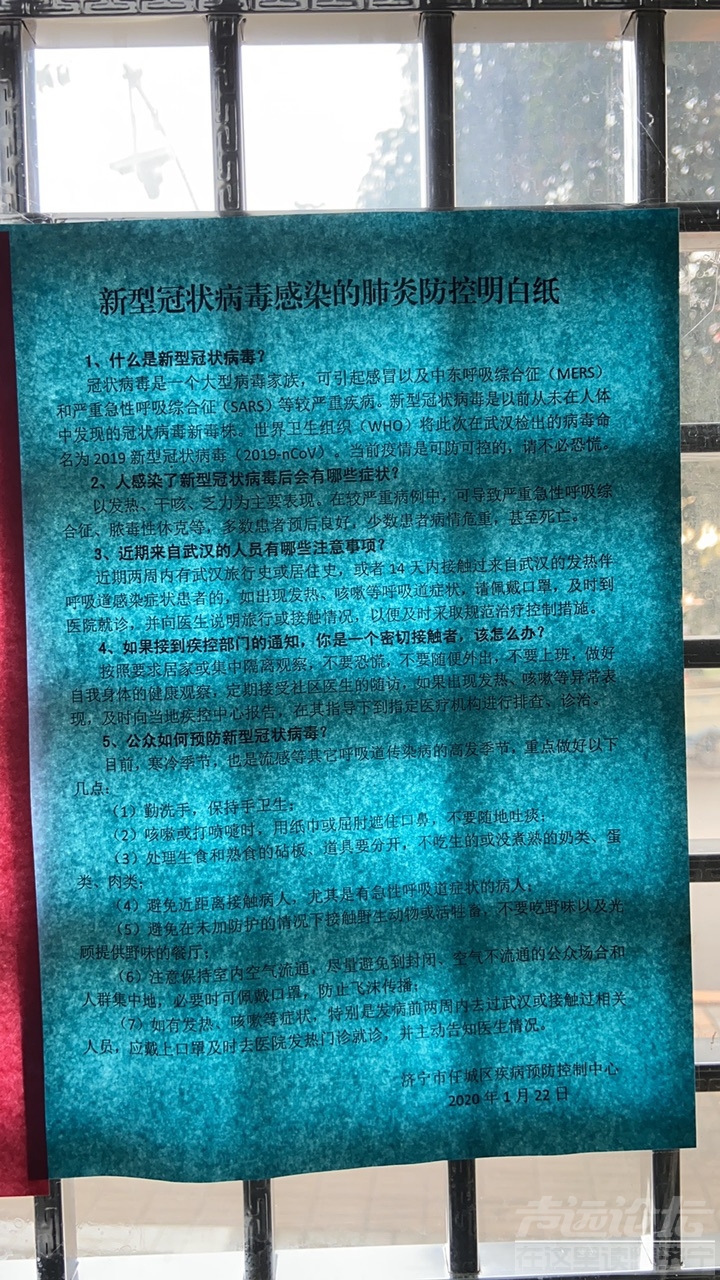 新型冠状病毒感染的肺炎防控明白纸
1、什么是新型冠状病毒？
冠状病毒是一个大型病毒家族，可引起感冒以及中东呼吸综合征（MERS）
和严重急性呼吸综合征（SARS）等较严重疾病。新型冠状病毒是以前从未在人体
中发现的冠状病毒新毒株。世界卫生组织（WHO）将此次在武汉检出的病毒命
名为 2019 新型冠状病毒（2019-nCoV）。当前疫情是可防可控的，请不必恐慌。
2、人感染了新型冠状病毒后会有哪些症状？
以发热、干咳、乏力为主要表现。在较严重病例中，可导致严重急性呼吸综
合征、脓毒性休克等，多数患者预后良好，少数患者病情危重，甚至死亡。
3、近期来自武汉的人员有哪些注意事项？
近期两周内有武汉旅行史或居住史，或者 14 天内接触过来自武汉的发热伴
呼吸道感染症状患者的，如出现发热、咳嗽等呼吸道症状，请佩戴口罩，及时到
医院就诊，并向医生说明旅行或接触情况，以便及时采取规范治疗控制措施。
4、如果接到疾控部门的通知，你是一个密切接触者，该怎么办？
按照要求居家或集中隔离观察，不要恐慌，不要随便外出，不要上班，做好
自我身体的健康观察，定期接受社区医生的随访，如果出现发热、咳嗽等异常表
现，及时向当地疾控中心报告，在其指导下到指定医疗机构进行排查、诊治。
5、公众如何预防新型冠状病毒？
目前，寒冷季节，也是流感等其它呼吸道传染病的高发季节，重点做好以下
几点：
（1）勤洗手，保持手卫生；
（2）咳嗽或打喷嚏时，用纸巾或屈肘遮住口鼻，不要随地吐痰；
（3）处理生食和熟食的砧板、道具要分开，不吃生的或没煮熟的奶类、蛋
类、肉类；
（4）避免近距离接触病人，尤其是有急性呼吸道症状的病人；
（5）避免在未加防护的情况下接触野生动物或活牲畜，不要吃野味以及光
顾提供野味的餐厅；
（6）注意保持室内空气流通，尽量避免到封闭、空气不流通的公众场合和
人群集中地，必要时可佩戴口罩，防止飞沫传播；
（7）如有发热、咳嗽等症状，特别是发病前两周内去过武汉或接触过相关
人员，应戴上口罩及时去医院发热门诊就诊，并主动告知医生情况。
济宁市任城区疾病预防控制中心
2020 年 1 月 22 日
声远论坛
在这里读懂济宁